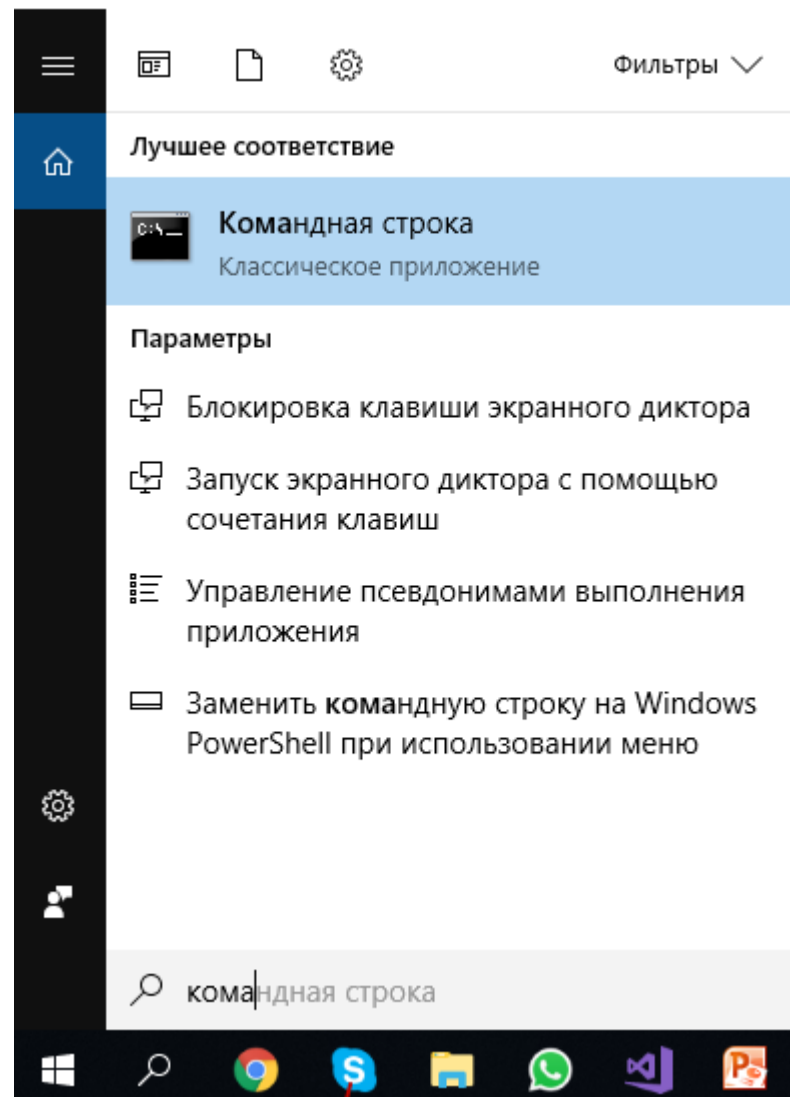 Фильтры
Лучшее соответствие
C:\_
Командная строка
Классическое приложение
Параметры
Блокировка клавиши экранного диктора
Запуск экранного диктора с помощью
сочетания клавиш
Управление псевдонимами выполнения
приложения
Заменить командную строку на Windows
PowerShell при использовании меню
командная строка